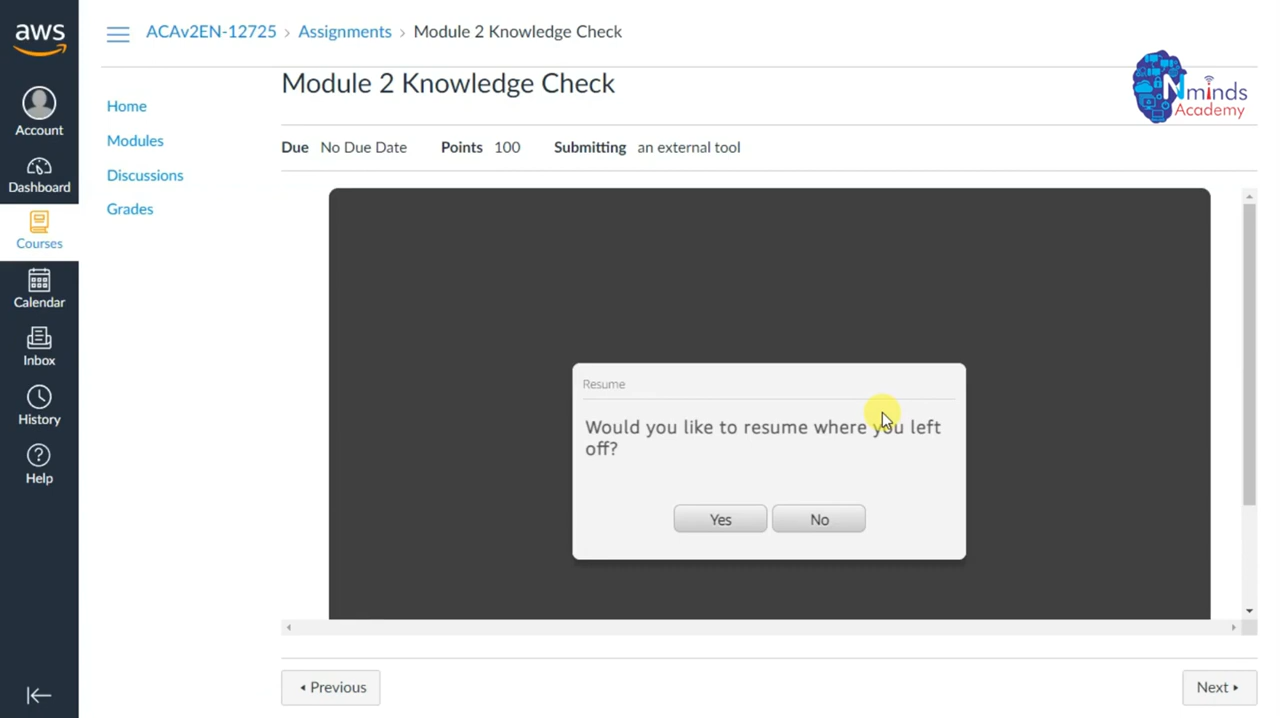 aws
ACAv2EN-12725 › Assignments › Module 2 Knowledge Check
Nminds
Academy
Module 2 Knowledge Check
Account
Dashboard
Courses
Calendar
Inbox
History
Help
Home
Modules
Discussions
Grades
Due No Due Date Points 100 Submitting an external tool
Resume
Would you like to resume where you left
off?
Yes No
◂ Previous
Next ▸